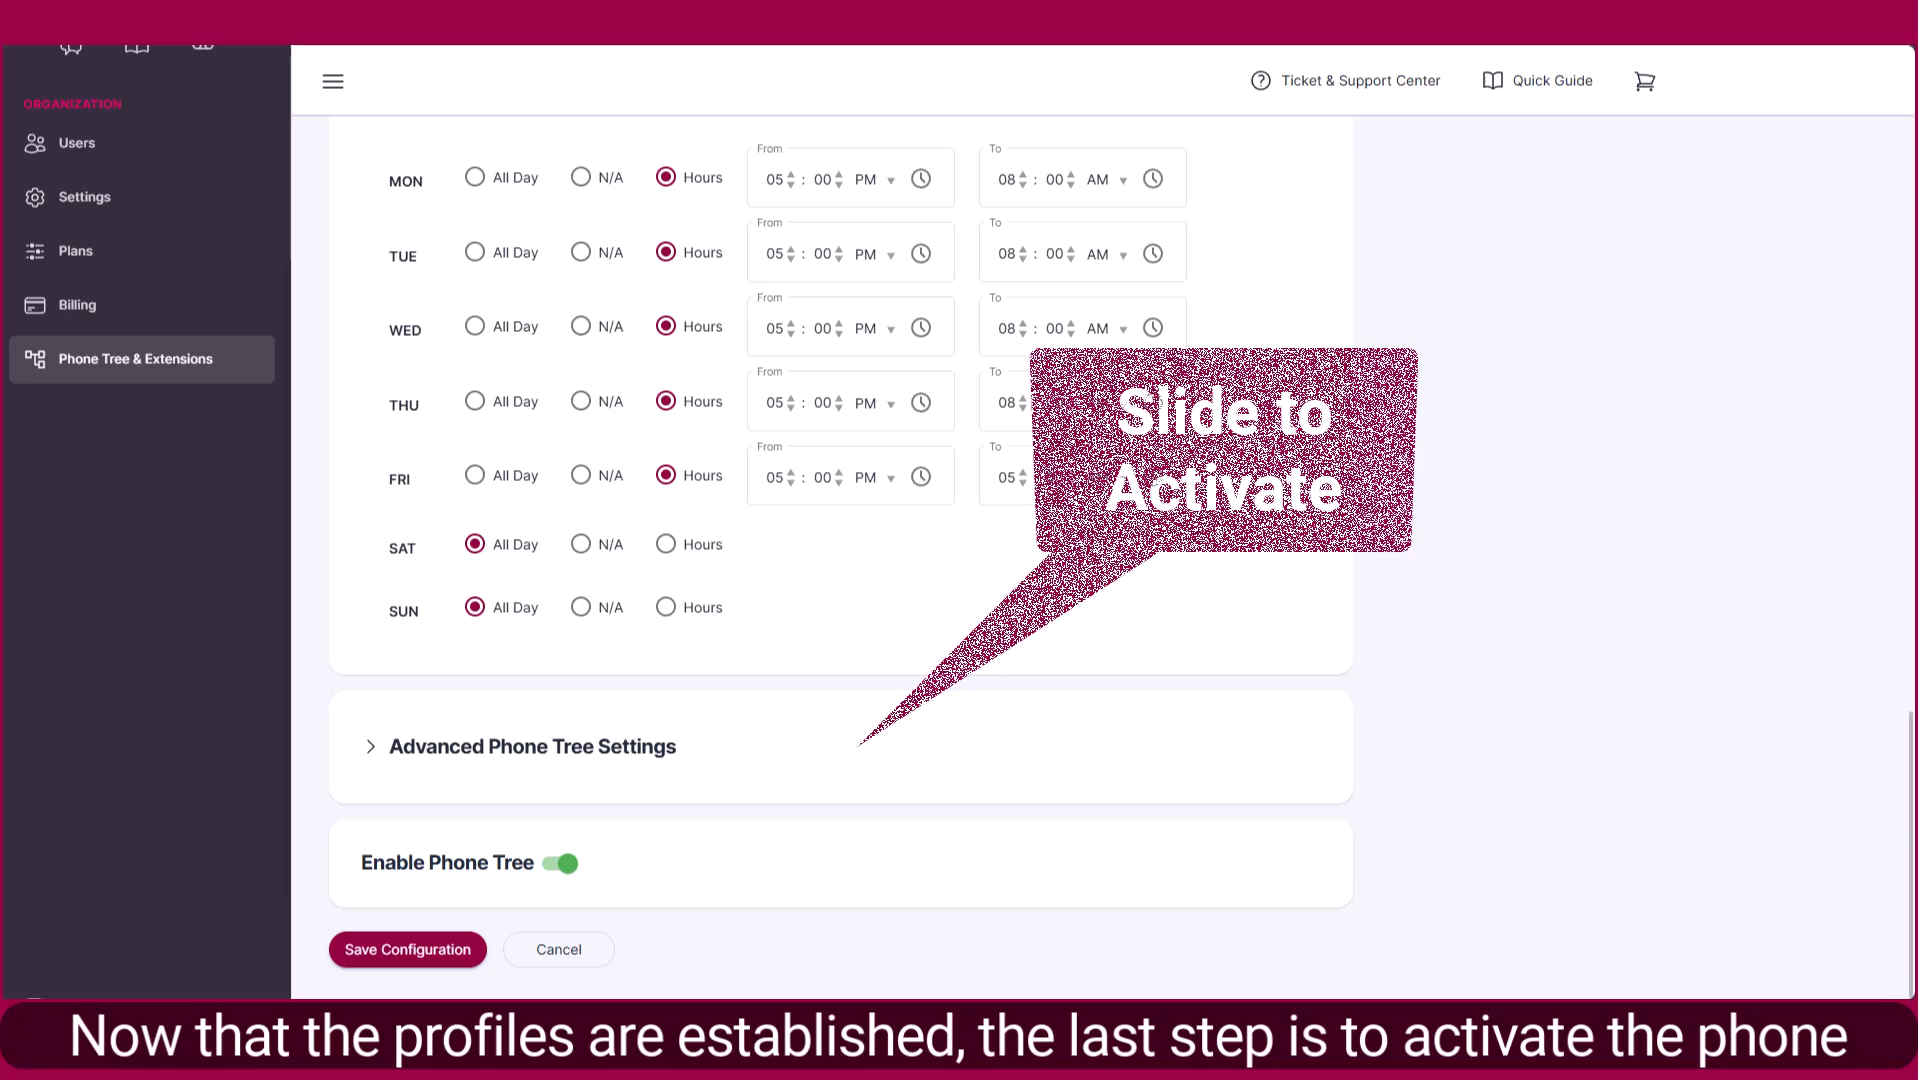 Ticket & Support Center
Quick Guide
ORGANIZATION
Users
Settings
Plans
Billing
Phone Tree & Extensions
From To
MON All Day N/A Hours 05 : 00 PM 08 : 00 AM
From To
TUE All Day N/A Hours 05 : 00 PM 08 : 00 AM
From To
WED All Day N/A Hours 05 : 00 PM 08 : 00 AM
From To
THU All Day N/A Hours 05 : 00 PM 08
From To
FRI All Day N/A Hours 05 : 00 PM 05
SAT All Day N/A Hours
SUN All Day N/A Hours
Slide to
Activate
Advanced Phone Tree Settings
Enable Phone Tree
Save Configuration Cancel
Now that the profiles are established, the last step is to activate the phone